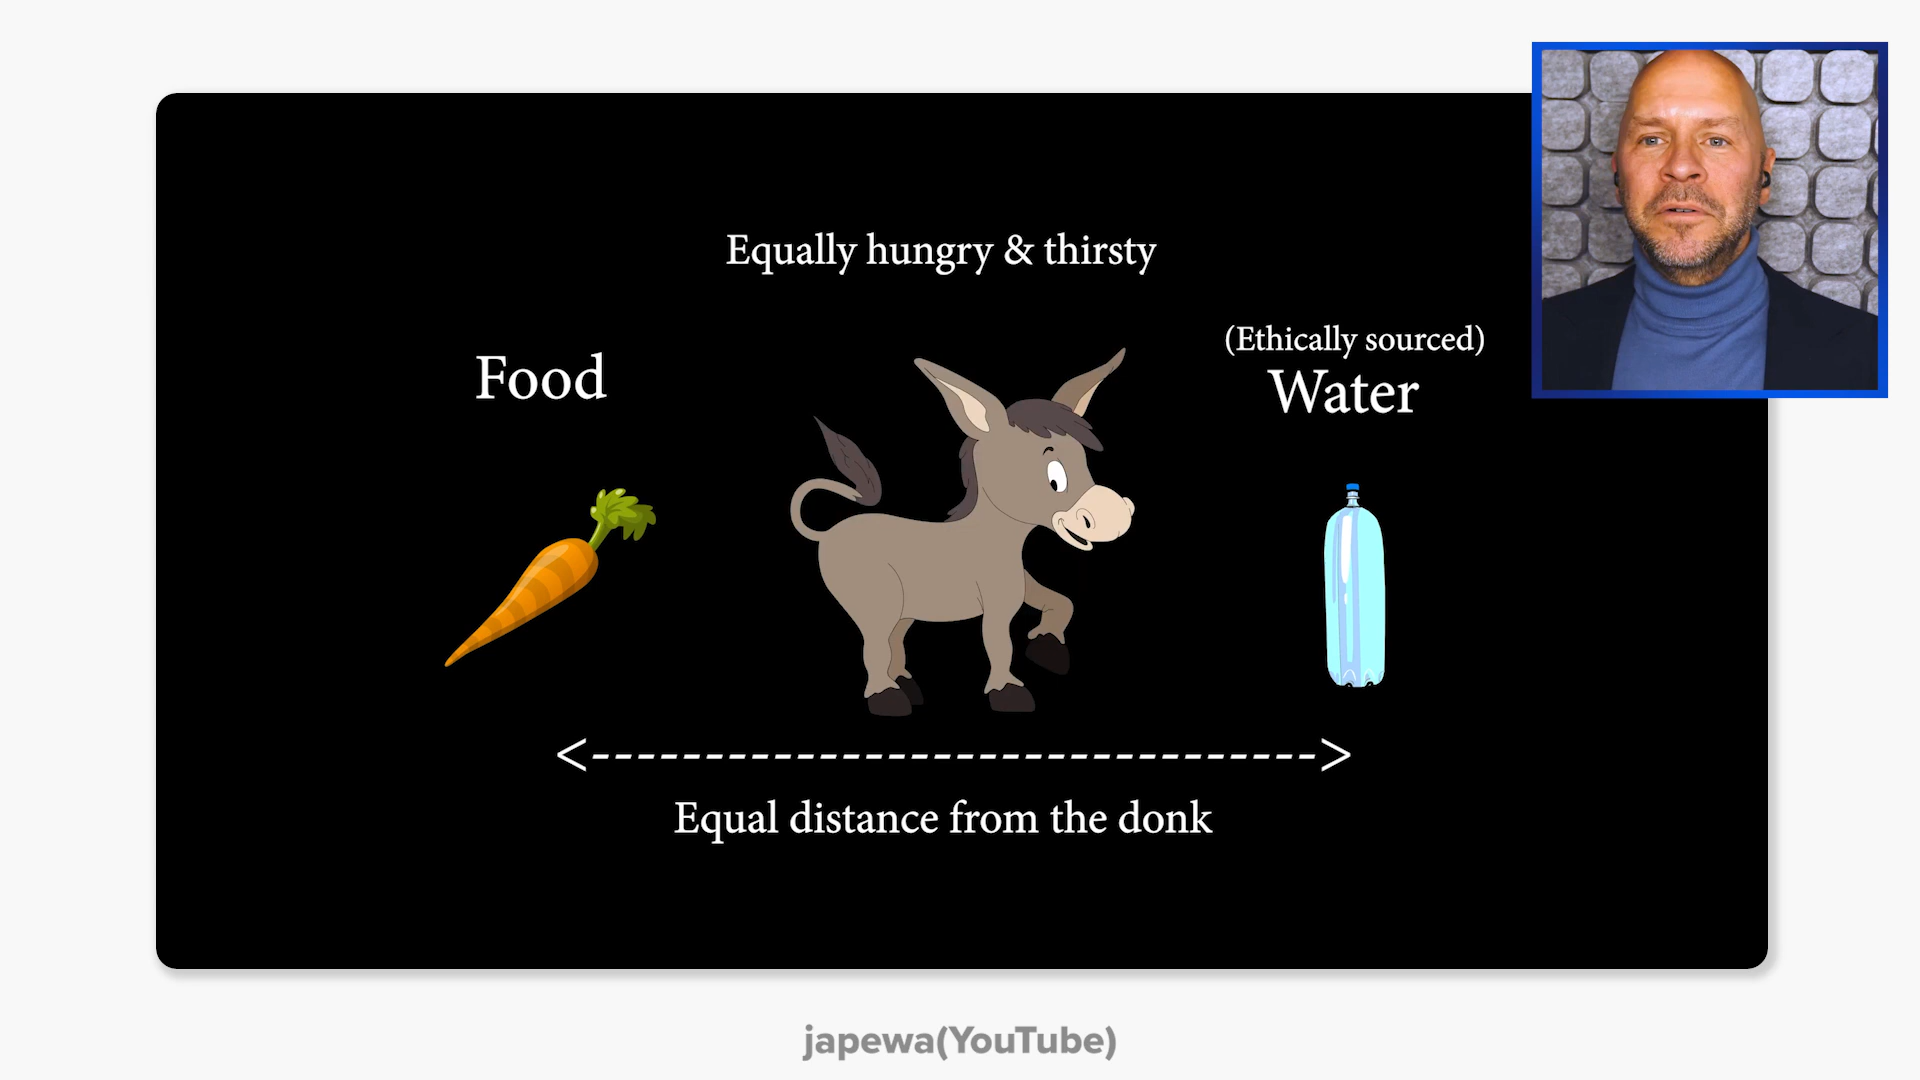 Equally hungry & thirsty
Food
(Ethically sourced)
Water
<-------------------------------->
Equal distance from the donk
japewa(YouTube)